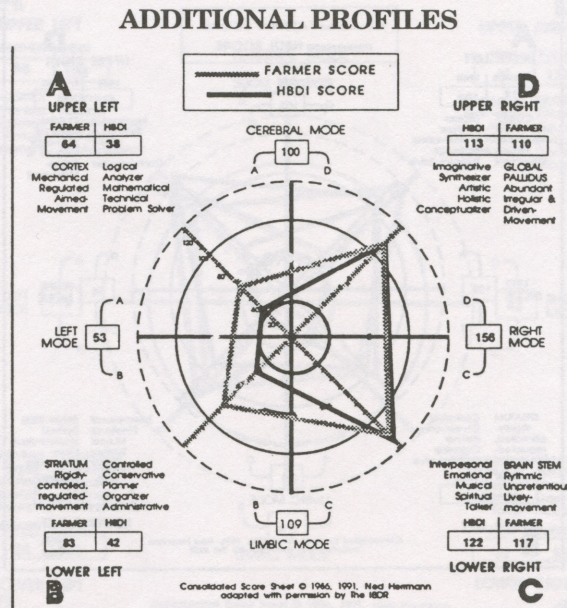 ADDITIONAL PROFILES
FARMER SCORE
HBDI SCORE
A
UPPER LEFT
FARMER HBDI
64 38
CORTEX Logical
Mechanical Analyzer
Regulated Mathematical
Aimed- Technical
Movement Problem Solver
D
UPPER RIGHT
HBDI FARMER
113 110
Imaginative GLOBAL
Synthesizer PALLIDUS
Artistic Abundant
Holistic Irregular &
Conceptualizer Driven-
Movement
CEREBRAL MODE
A 100 D
A
LEFT MODE 53
B
D
156 RIGHT MODE
C
STRIATUM Controlled
Rigidly- Conservative
controlled, Planner
regulated- Organizer
movement Administrative
FARMER HBDI
83 42
LOWER LEFT
B
B 109 C
LIMBIC MODE
Interpersonal BRAIN STEM
Emotional Rythmic
Musical Unpretentious
Spiritual Lively-
Talker movement
HBDI FARMER
122 117
LOWER RIGHT
C
Consolidated Score Sheet © 1986, 1991, Ned Herrmann
adapted with permission by The IBDR